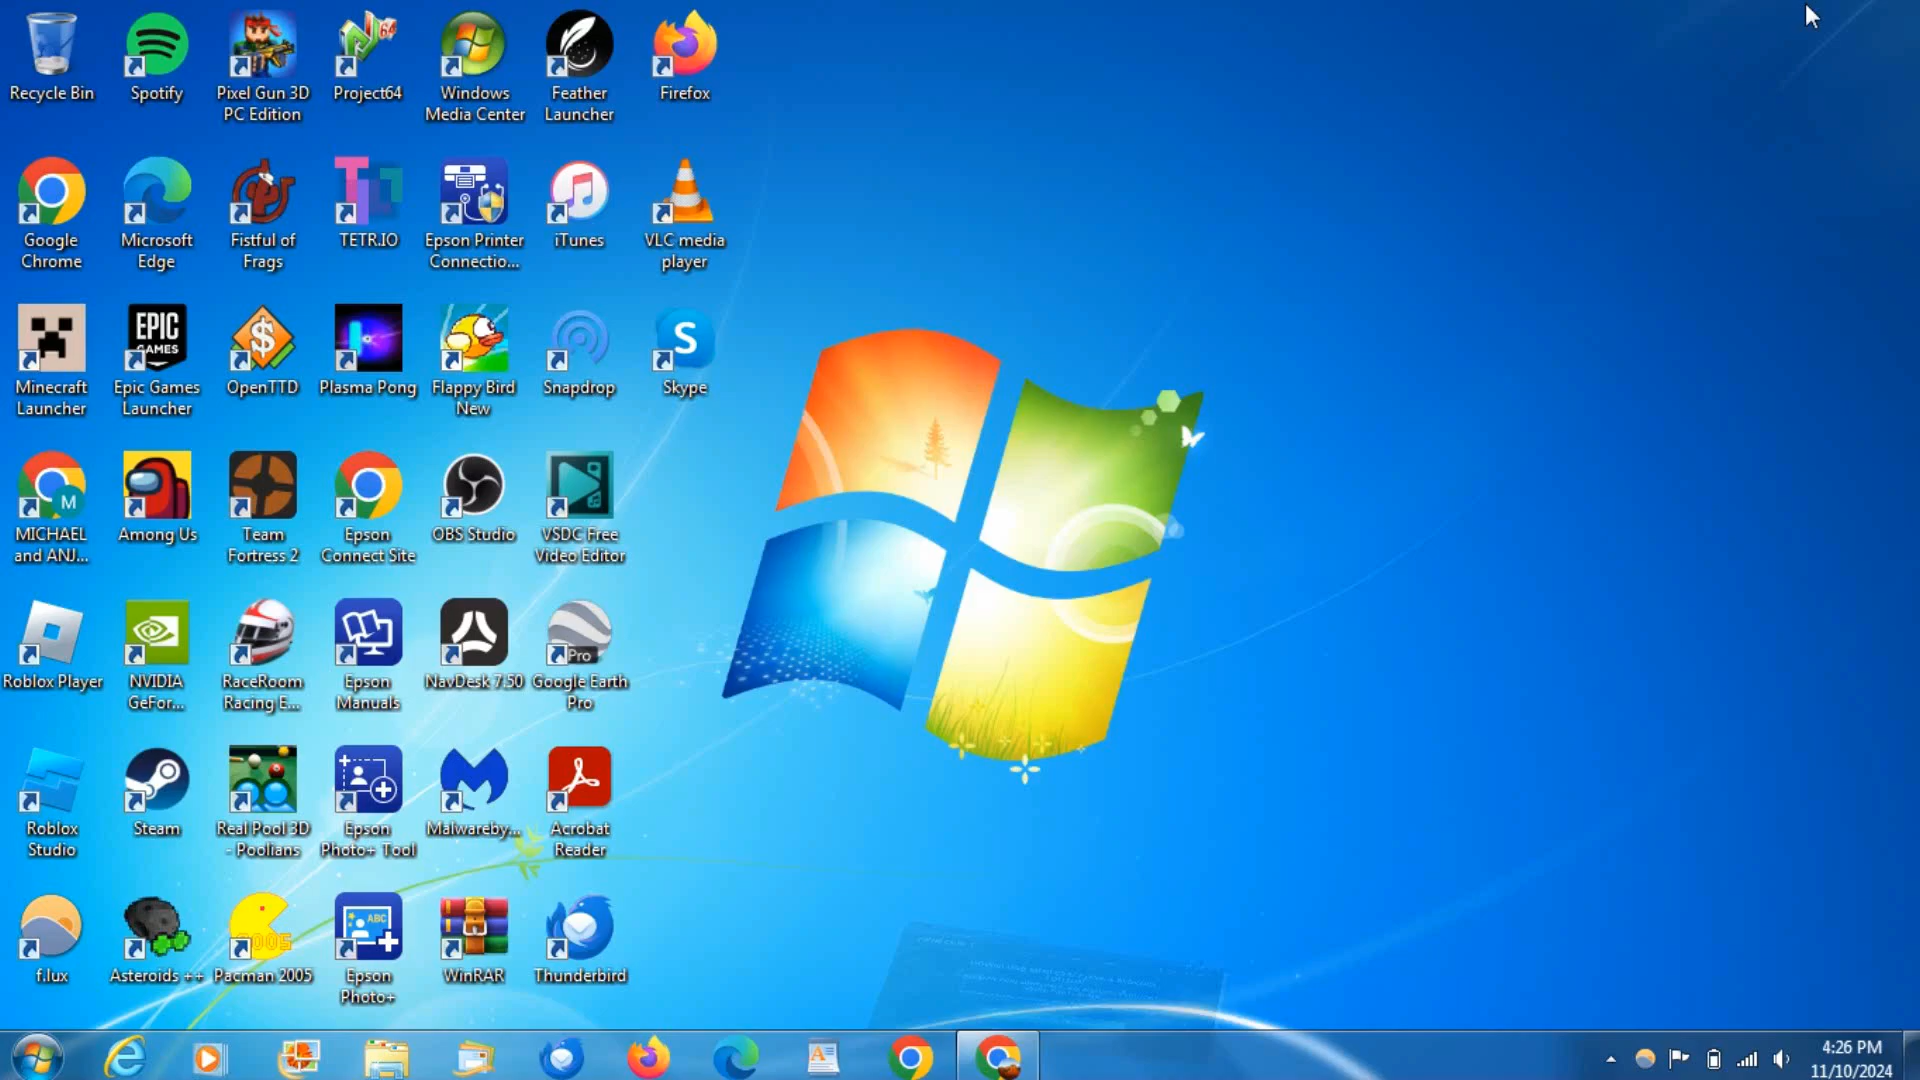 Recycle Bin
Spotify
Pixel Gun 3D
PC Edition
Project64
Windows
Media Center
Feather
Launcher
Firefox
Google
Chrome
Microsoft
Edge
Fistful of
Frags
TETR.IO
Epson Printer
Connectio...
iTunes
VLC media
player
EPIC
GAMES
$
S
Minecraft
Launcher
Epic Games
Launcher
OpenTTD
Plasma Pong
Flappy Bird
New
Snapdrop
Skype
M
MICHAEL
and ANJ...
Among Us
Team
Fortress 2
Epson
Connect Site
OBS Studio
VSDC Free
Video Editor
Pro
Roblox Player
NVIDIA
GeFor...
RaceRoom
Racing E...
Epson
Manuals
NavDesk 7.50
Google Earth
Pro
Roblox
Studio
Steam
Real Pool 3D
- Poolians
Epson
Photo+ Tool
Malwareby...
Acrobat
Reader
2005
ABC
f.lux
Asteroids ++
Pacman 2005
Epson
Photo+
WinRAR
Thunderbird
4:26 PM
11/10/2024